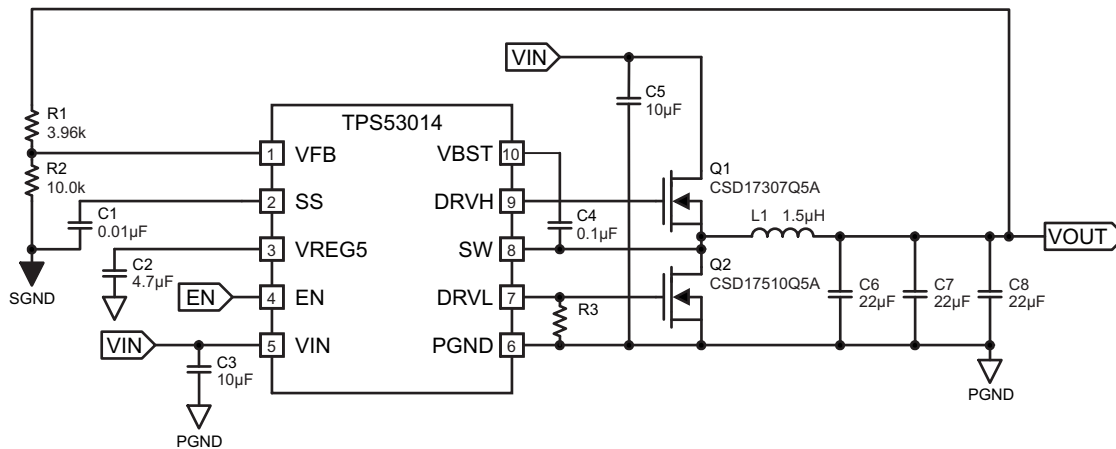 VIN
C5
10µF
R1
3.96k
TPS53014
R2
10.0k
1 VFB
VBST 10
Q1
CSD17307Q5A
2 SS
DRVH 9
C1
0.01µF
C4
0.1µF
L1 1.5µH
3 VREG5
SW 8
VOUT
C2
4.7µF
SGND
Q2
CSD17510Q5A
EN
4 EN
DRVL 7
R3
C6
22µF
C7
22µF
C8
22µF
VIN
5 VIN
PGND 6
C3
10µF
PGND
PGND